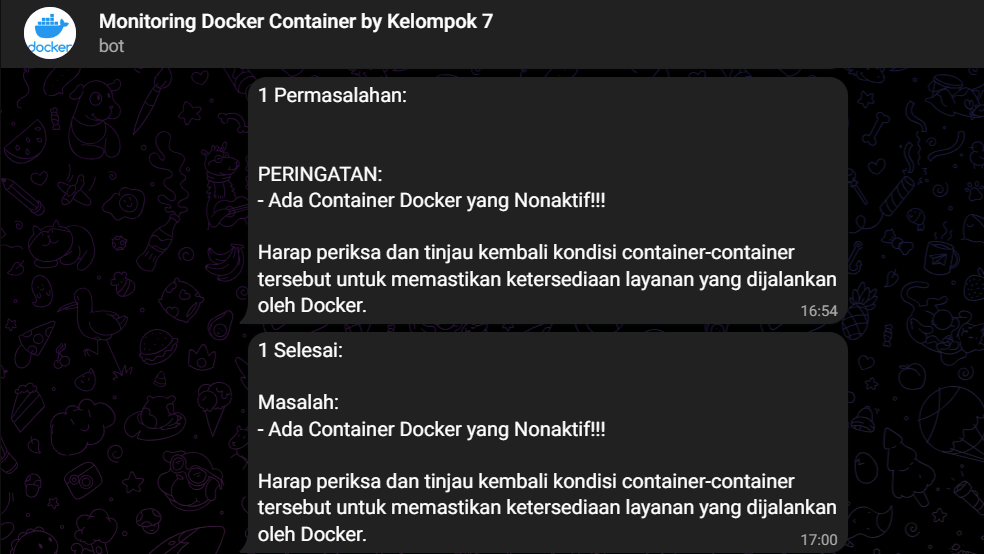 docker
Monitoring Docker Container by Kelompok 7
bot
1 Permasalahan:
PERINGATAN:
- Ada Container Docker yang Nonaktif!!!
Harap periksa dan tinjau kembali kondisi container-container
tersebut untuk memastikan ketersediaan layanan yang dijalankan
oleh Docker.
16:54
1 Selesai:
Masalah:
- Ada Container Docker yang Nonaktif!!!
Harap periksa dan tinjau kembali kondisi container-container
tersebut untuk memastikan ketersediaan layanan yang dijalankan
oleh Docker.
17:00